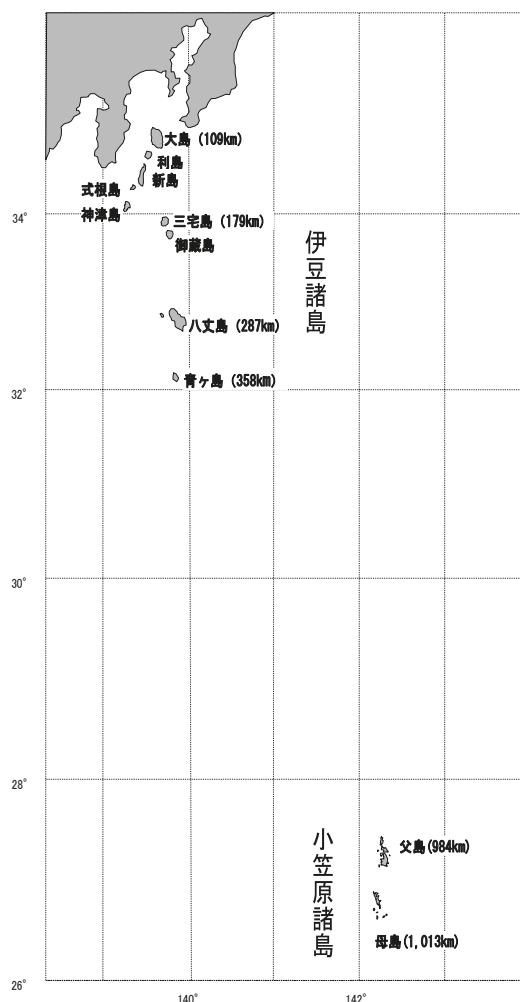 大島 (109km)
利島
新島
式根島
神津島
34°
三宅島 (179km)
御蔵島
伊豆諸島
八丈島 (287km)
青ヶ島 (358km)
32°
30°
28°
小笠原諸島
父島(984km)
母島(1,013km)
26°
140°
142°